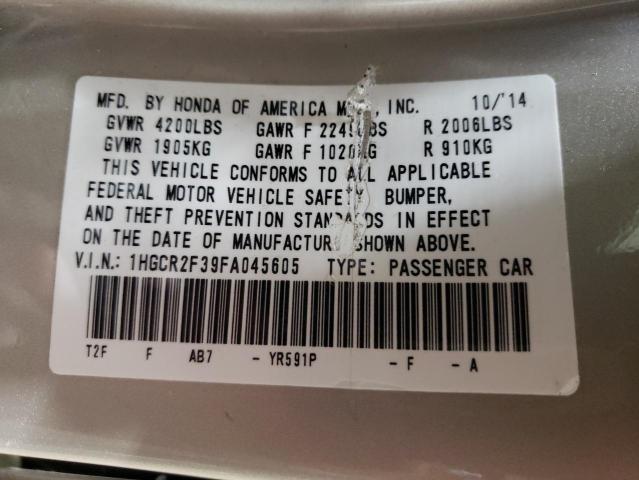 MFD. BY HONDA OF AMERICA INC. 10/'14
GVWR 4200LBS GAWR F R 2006LBS
GVWR 1905KG GAWR F 1020KG R 910KG
THIS VEHICLE CONFORMS TO ALL APPLICABLE
FEDERAL MOTOR VEHICLE SAFETY, BUMPER,
AND THEFT PREVENTION STANDARDS IN EFFECT
ON THE DATE OF MANUFACTURE SHOWN ABOVE.
V.I.N.: 1HGCR2F39FA045605 TYPE: PASSENGER CAR
T2F F AB7 - YR591P - F - A